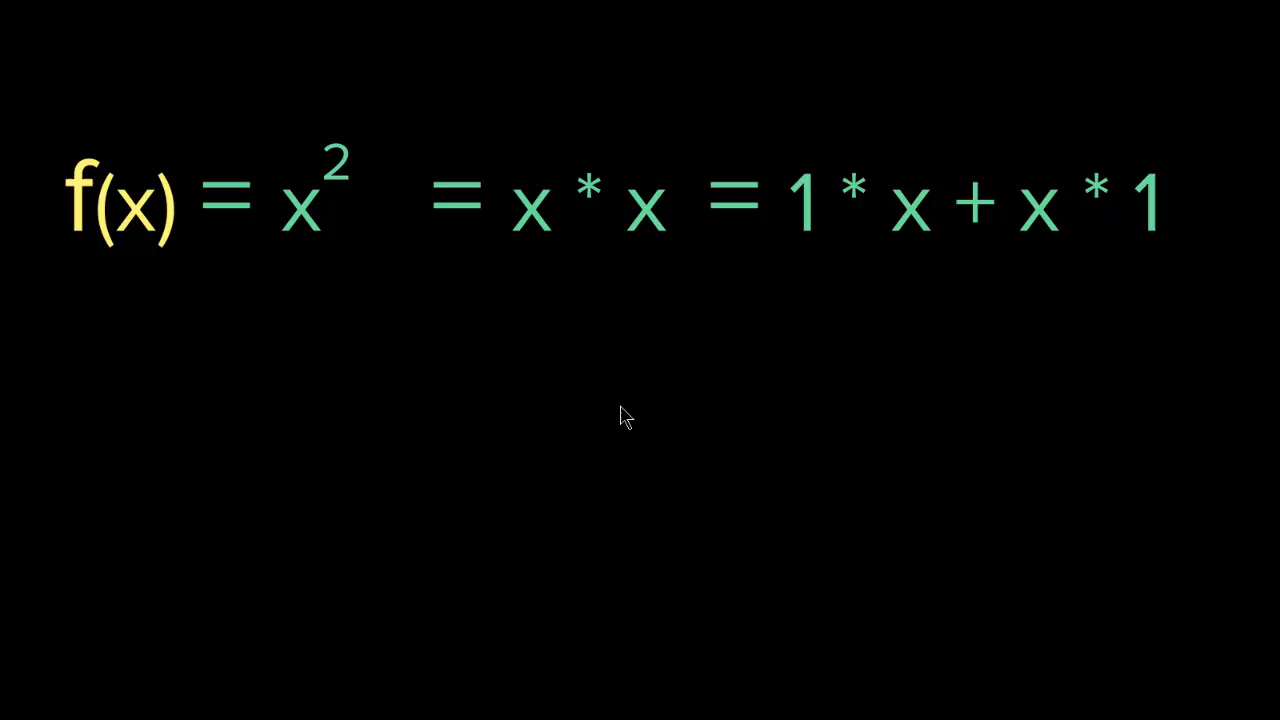 f(x) = x² = x * x = 1 * x + x * 1